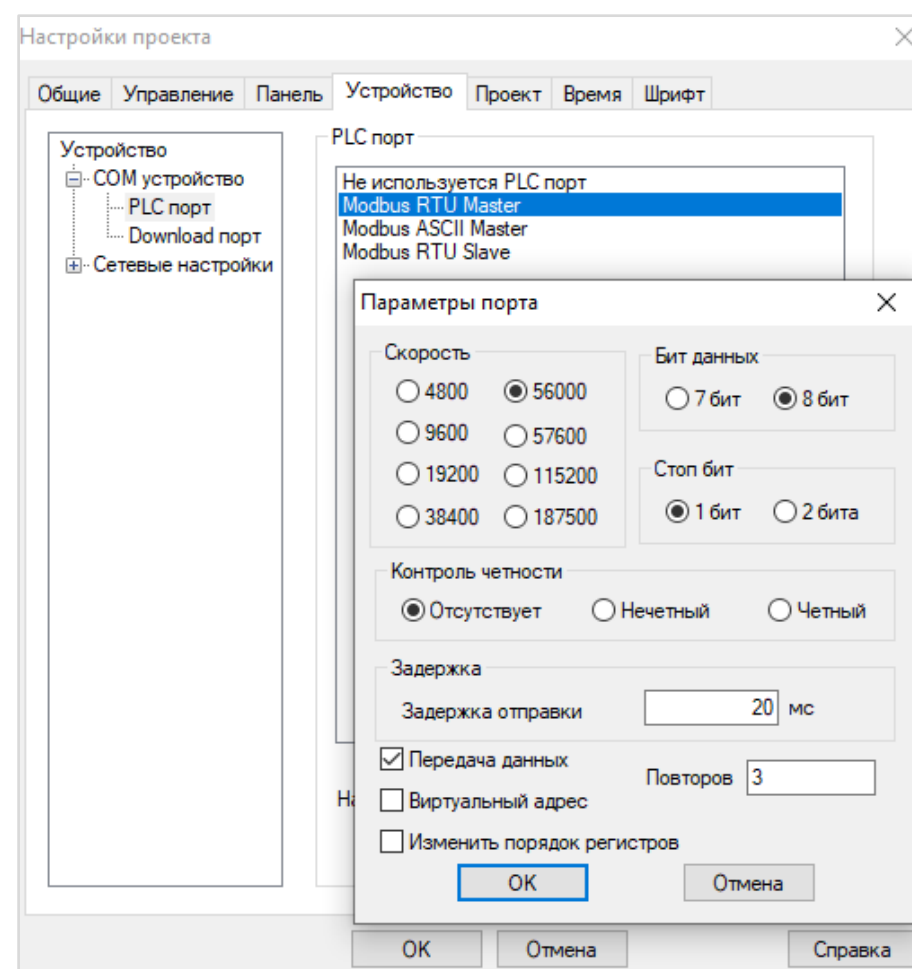 Настройки проекта
Общие Управление Панель Устройство Проект Время Шрифт
Устройство
COM устройство
PLC порт
Download порт
Сетевые настройки
PLC порт
Не используется PLC порт
Modbus RTU Master
Modbus ASCII Master
Modbus RTU Slave
Параметры порта
Скорость
4800 56000
9600 57600
19200 115200
38400 187500
Бит данных
7 бит 8 бит
Стоп бит
1 бит 2 бита
Контроль четности
Отсутствует Нечетный Четный
Задержка
Задержка отправки 20 мс
Передача данных
Виртуальный адрес
Изменить порядок регистров
Повторов 3
OK Отмена
OK Отмена Справка